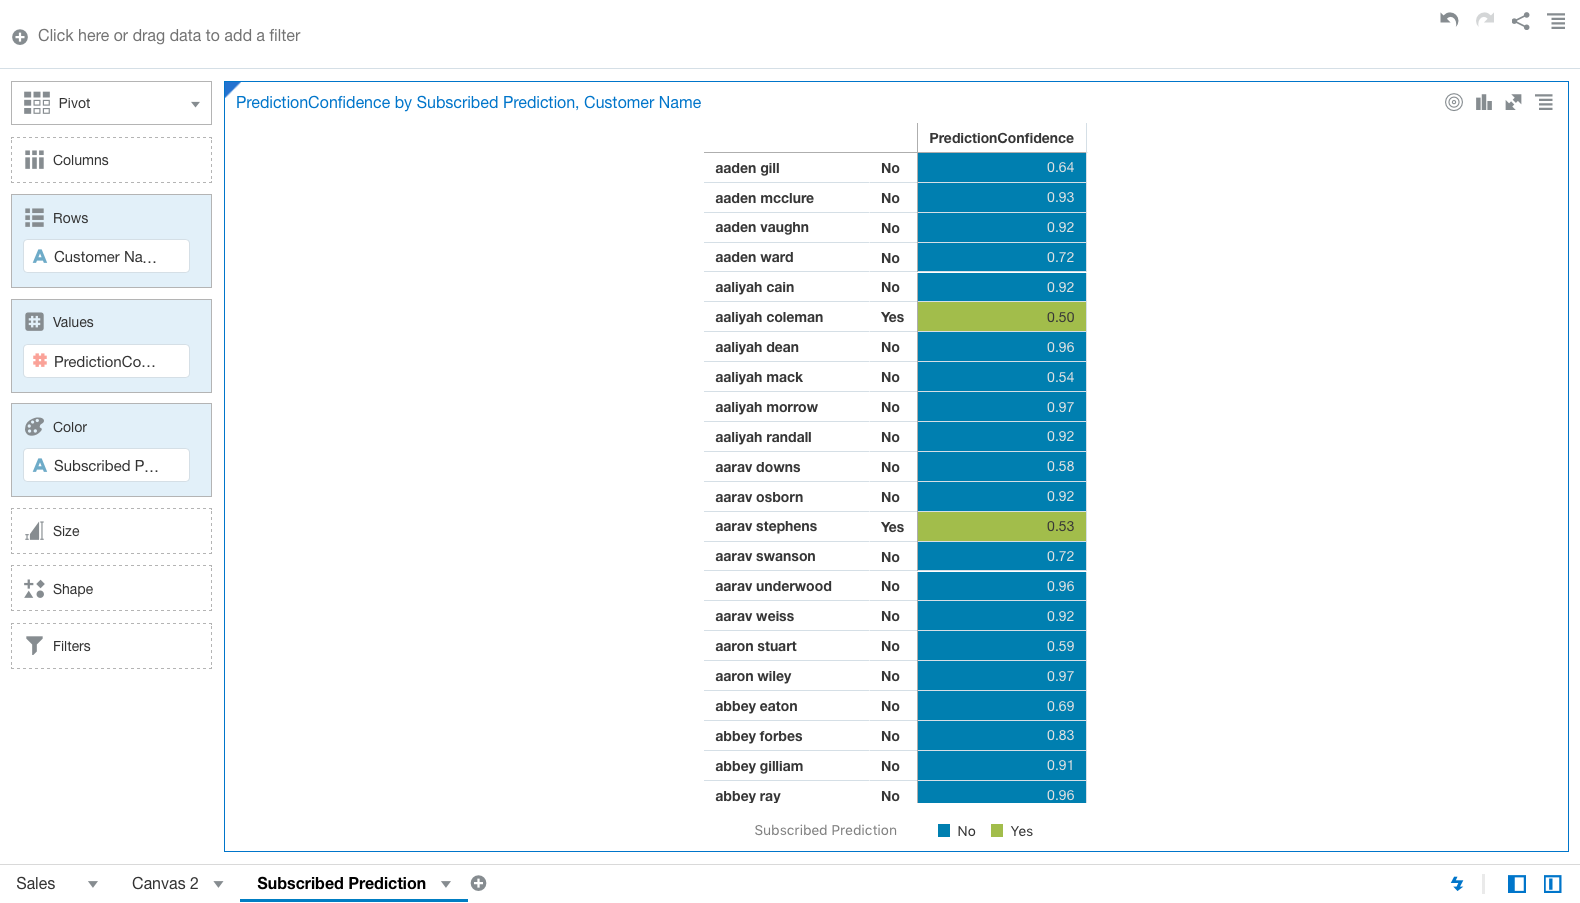 Click here or drag data to add a filter
Pivot
Columns
Rows
Customer Na...
Values
PredictionCo...
Color
Subscribed P...
Size
Shape
Filters
PredictionConfidence by Subscribed Prediction, Customer Name
PredictionConfidence
aaden gill No 0.64
aaden mcclure No 0.93
aaden vaughn No 0.92
aaden ward No 0.72
aaliyah cain No 0.92
aaliyah coleman Yes 0.50
aaliyah dean No 0.96
aaliyah mack No 0.54
aaliyah morrow No 0.97
aaliyah randall No 0.92
aarav downs No 0.58
aarav osborn No 0.92
aarav stephens Yes 0.53
aarav swanson No 0.72
aarav underwood No 0.96
aarav weiss No 0.92
aaron stuart No 0.59
aaron wiley No 0.97
abbey eaton No 0.69
abbey forbes No 0.83
abbey gilliam No 0.91
abbey ray No 0.96
Subscribed Prediction No Yes
Sales Canvas 2 Subscribed Prediction